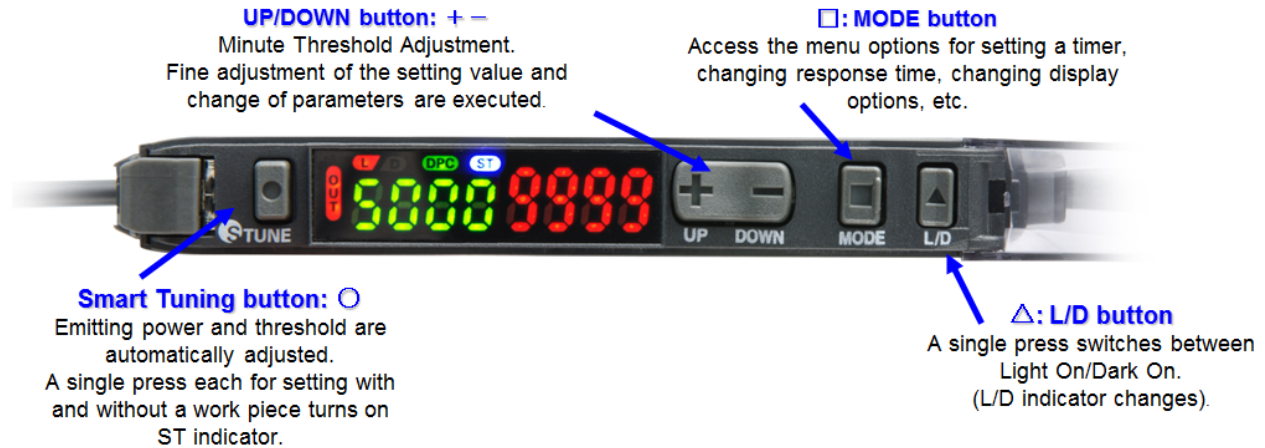 UP/DOWN button: + −
Minute Threshold Adjustment.
Fine adjustment of the setting value and
change of parameters are executed.
□: MODE button
Access the menu options for setting a timer,
changing response time, changing display
options, etc.
L D DPC ST
OUT
5000 9999
STUNE
+ −
UP DOWN
MODE
L/D
Smart Tuning button: ○
Emitting power and threshold are
automatically adjusted.
A single press each for setting with
and without a work piece turns on
ST indicator.
△: L/D button
A single press switches between
Light On/Dark On.
(L/D indicator changes).